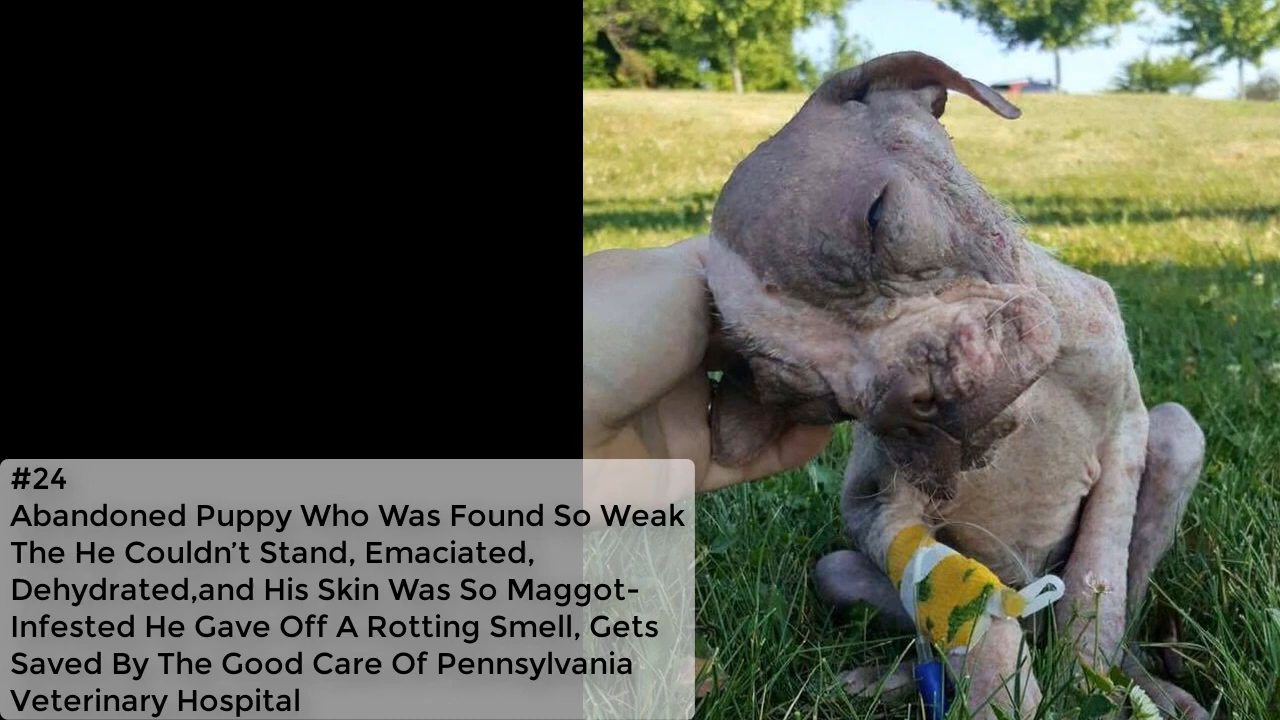 #24
Abandoned Puppy Who Was Found So Weak
The He Couldn’t Stand, Emaciated,
Dehydrated,and His Skin Was So Maggot-
Infested He Gave Off A Rotting Smell, Gets
Saved By The Good Care Of Pennsylvania
Veterinary Hospital